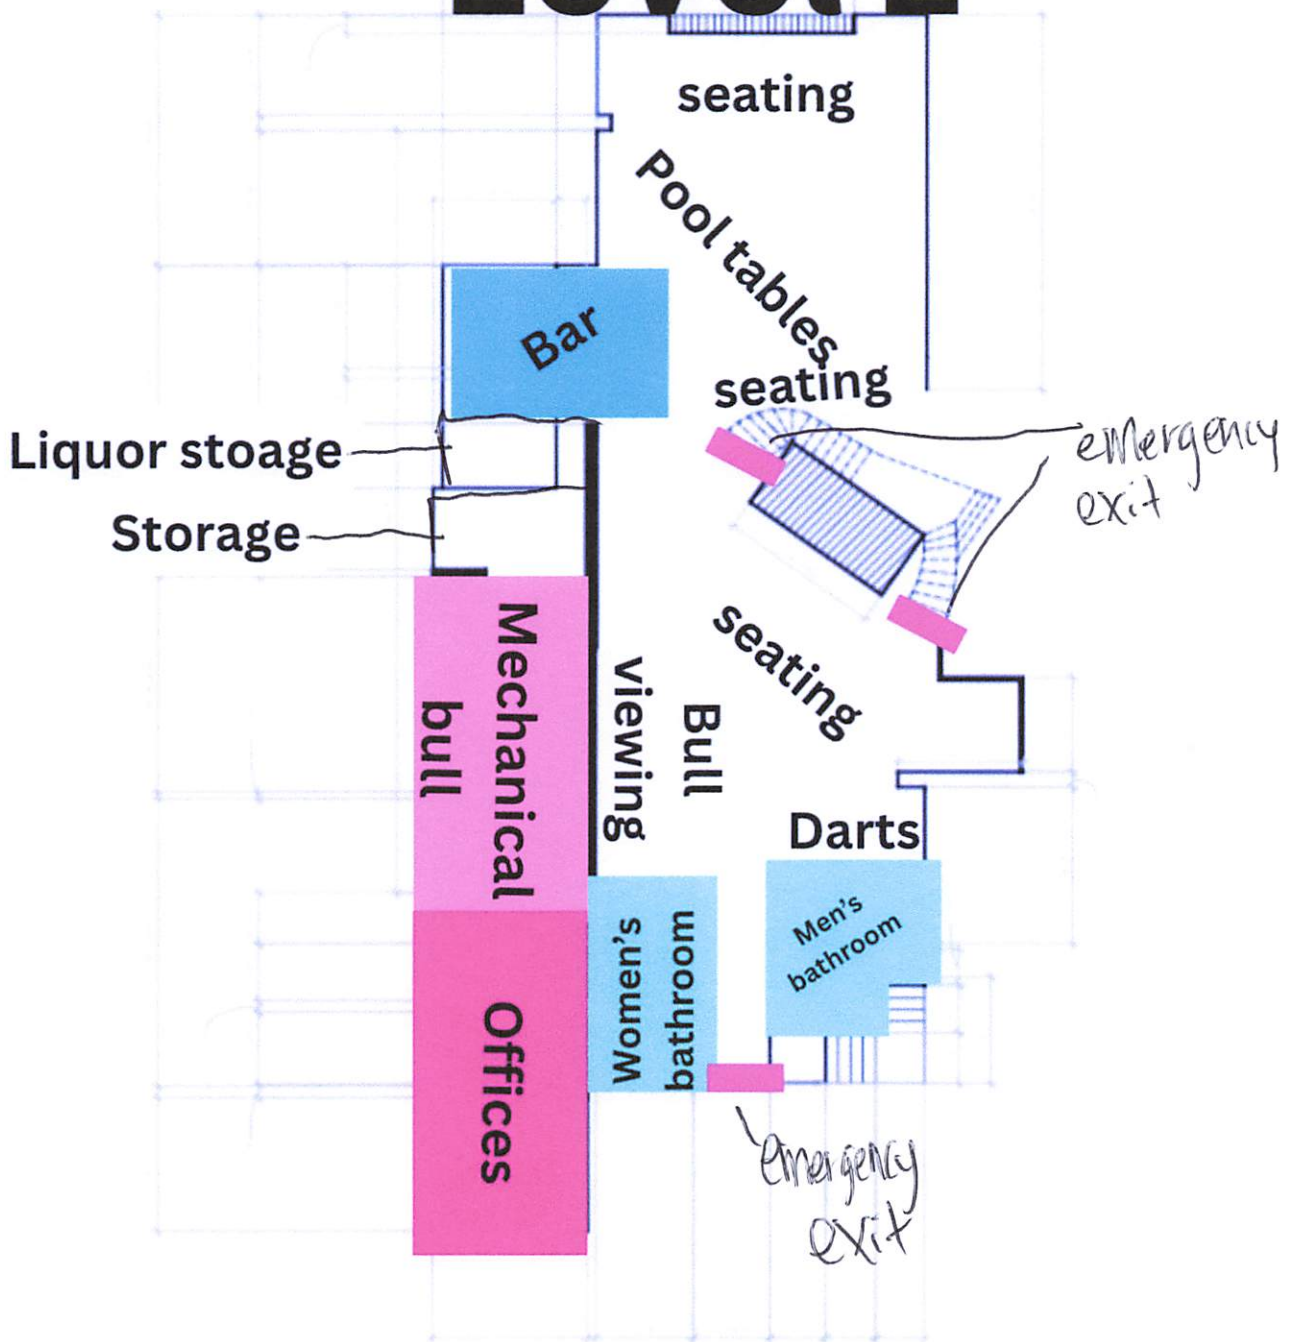 seating
Pool tables
Bar
seating
emergency
exit
Liquor stoage
Storage
Mechanical
bull
Bull
viewing
seating
Darts
Men's
bathroom
Women's
bathroom
Offices
emergency
exit